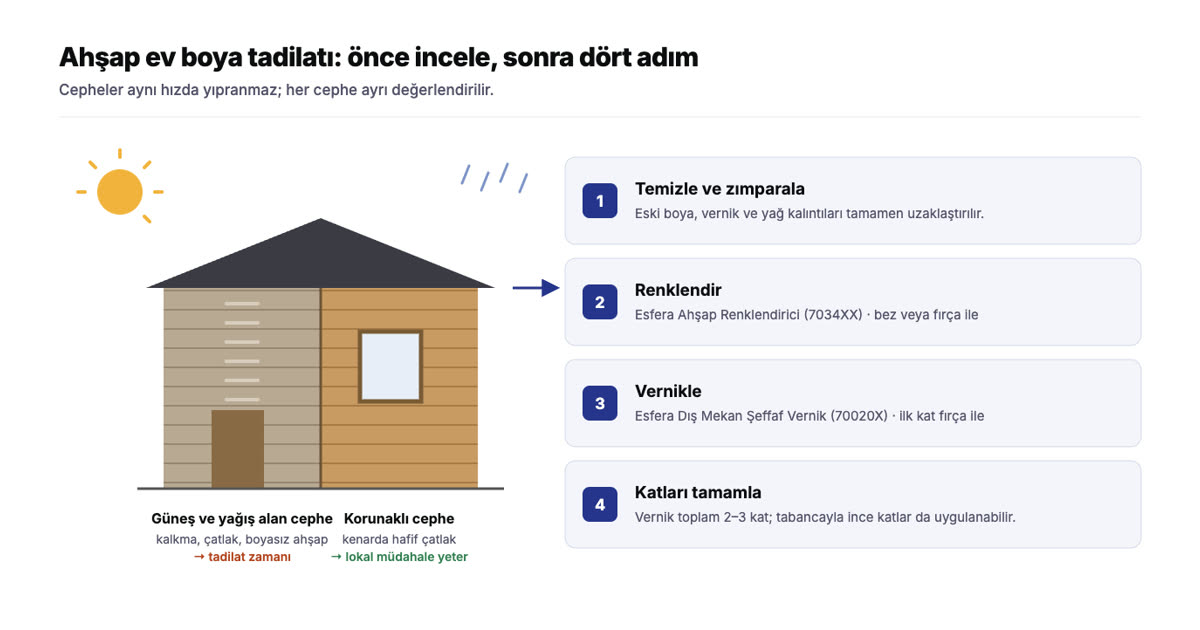 Ahşap ev boya tadilatı: önce incele, sonra dört adım
Cepheler aynı hızda yıpranmaz; her cephe ayrı değerlendirilir.
Güneş ve yağış alan cephe
kalkma, çatlak, boyasız ahşap
→ tadilat zamanı
Korunaklı cephe
kenarda hafif çatlak
→ lokal müdahale yeter
1
Temizle ve zımparala
Eski boya, vernik ve yağ kalıntıları tamamen uzaklaştırılır.
2
Renklendir
Esfera Ahşap Renklendirici (7034XX) · bez veya fırça ile
3
Vernikle
Esfera Dış Mekan Şeffaf Vernik (70020X) · ilk kat fırça ile
4
Katları tamamla
Vernik toplam 2–3 kat; tabancayla ince katlar da uygulanabilir.